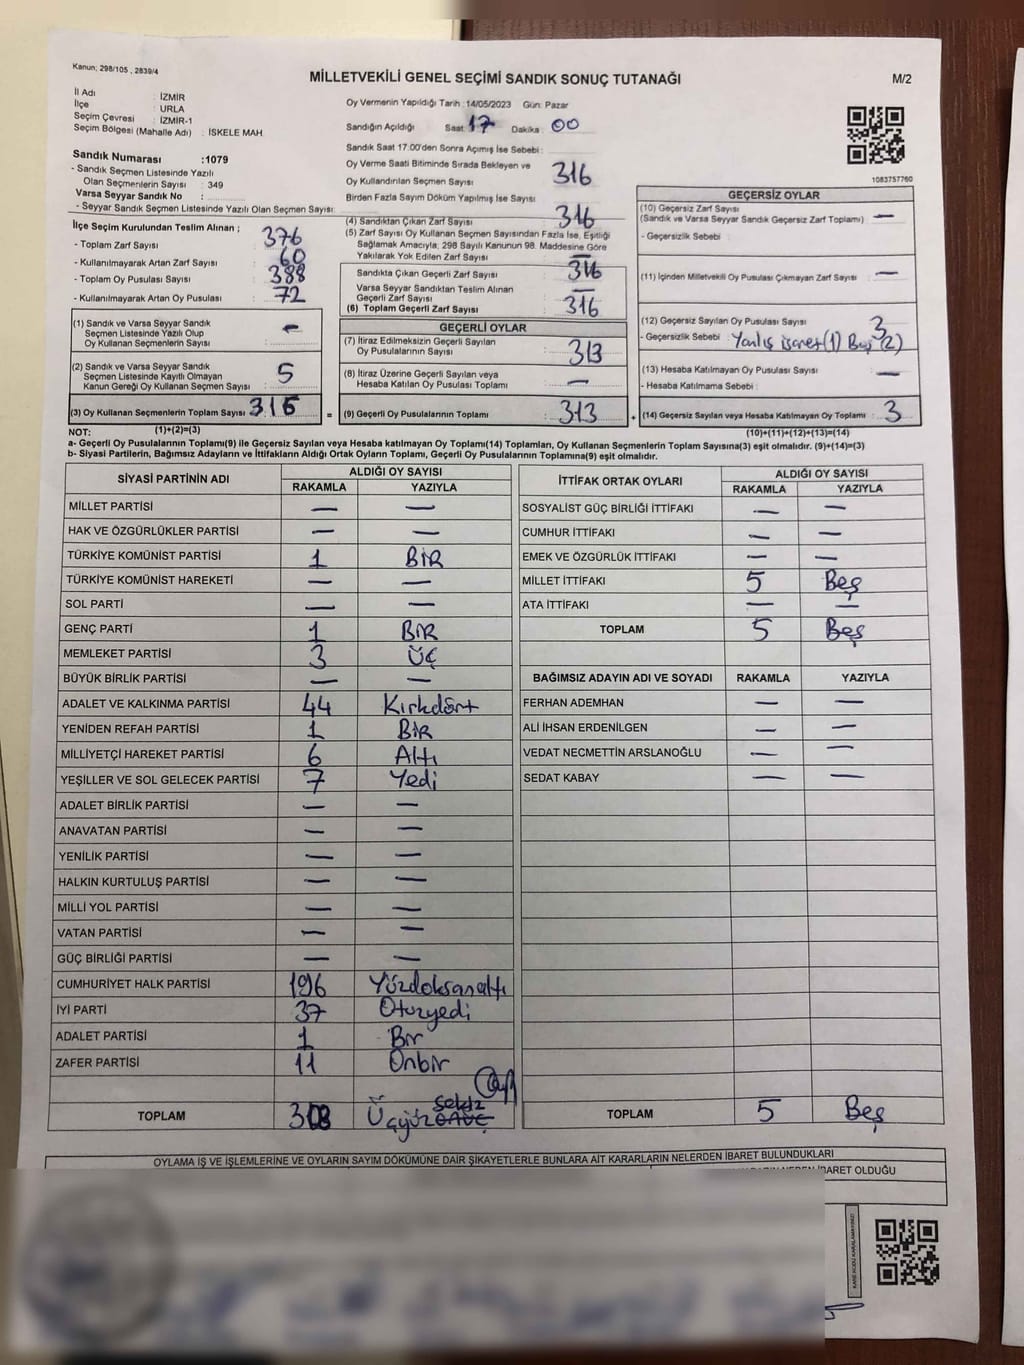 Kanun; 298/105 , 2839/4
MİLLETVEKİLİ GENEL SEÇİMİ SANDIK SONUÇ TUTANAĞI
M/2
İl Adı : İZMİR
İlçe : URLA
Seçim Çevresi : İZMİR-1
Seçim Bölgesi (Mahalle Adı) : İSKELE MAH.
Sandık Numarası :1079
- Sandık Seçmen Listesinde Yazılı
Olan Seçmenlerin Sayısı : 349
Varsa Seyyar Sandık No :
- Seyyar Sandık Seçmen Listesinde Yazılı Olan Seçmen Sayısı :
İlçe Seçim Kurulundan Teslim Alınan ;
- Toplam Zarf Sayısı : 376
- Kullanılmayarak Artan Zarf Sayısı : 60
- Toplam Oy Pusulası Sayısı : 388
- Kullanılmayarak Artan Oy Pusulası : 72
(1) Sandık ve Varsa Seyyar Sandık
Seçmen Listesinde Yazılı Olup
Oy Kullanan Seçmenlerin Sayısı : –
(2) Sandık ve Varsa Seyyar Sandık
Seçmen Listesinde Kayıtlı Olmayan
Kanun Gereği Oy Kullanan Seçmen Sayısı : 5
(3) Oy Kullanan Seçmenlerin Toplam Sayısı : 316
(1)+(2)=(3)
Oy Vermenin Yapıldığı Tarih :14/05/2023 Gün: Pazar
Sandığın Açıldığı Saat: 17 Dakika : 00
Sandık Saat 17:00'den Sonra Açılmış İse Sebebi :
Oy Verme Saati Bitiminde Sırada Bekleyen ve
Oy Kullandırılan Seçmen Sayısı : 316
Birden Fazla Sayım Döküm Yapılmış İse Sayısı :
(4) Sandıktan Çıkan Zarf Sayısı : 316
(5) Zarf Sayısı Oy Kullanan Seçmen Sayısından Fazla İse, Eşitliği
Sağlamak Amacıyla; 298 Sayılı Kanunun 98. Maddesine Göre
Yakılarak Yok Edilen Zarf Sayısı : –
Sandıkta Çıkan Geçerli Zarf Sayısı : 316
Varsa Seyyar Sandıktan Teslim Alınan
Geçerli Zarf Sayısı : –
(6) Toplam Geçerli Zarf Sayısı : 316
GEÇERLİ OYLAR
(7) İtiraz Edilmeksizin Geçerli Sayılan
Oy Pusulalarının Sayısı : 313
(8) İtiraz Üzerine Geçerli Sayılan veya
Hesaba Katılan Oy Pusulası Toplamı : –
= (9) Geçerli Oy Pusulalarının Toplamı : 313
1083757760
GEÇERSİZ OYLAR
(10) Geçersiz Zarf Sayısı : –
(Sandık ve Varsa Seyyar Sandık Geçersiz Zarf Toplamı)
- Geçersizlik Sebebi :
(11) İçinden Milletvekili Oy Pusulası Çıkmayan Zarf Sayısı : –
(12) Geçersiz Sayılan Oy Pusulası Sayısı : 3
- Geçersizlik Sebebi : Yanlış işaret(1) Boş(2)
(13) Hesaba Katılmayan Oy Pusulası Sayısı : –
- Hesaba Katılmama Sebebi :
+ (14) Geçersiz Sayılan veya Hesaba Katılmayan Oy Toplamı : 3
(10)+(11)+(12)+(13)=(14)
NOT:
a- Geçerli Oy Pusulalarının Toplamı(9) ile Geçersiz Sayılan veya Hesaba katılmayan Oy Toplamı(14) Toplamları, Oy Kullanan Seçmenlerin Toplam Sayısına(3) eşit olmalıdır. (9)+(14)=(3)
b- Siyasi Partilerin, Bağımsız Adayların ve İttifakların Aldığı Ortak Oyların Toplamı, Geçerli Oy Pusulalarının Toplamına(9) eşit olmalıdır.
SİYASİ PARTİNİN ADI ALDIĞI OY SAYISI
RAKAMLA YAZIYLA
MİLLET PARTİSİ – –
HAK VE ÖZGÜRLÜKLER PARTİSİ – –
TÜRKİYE KOMÜNİST PARTİSİ 1 BİR
TÜRKİYE KOMÜNİST HAREKETİ – –
SOL PARTİ – –
GENÇ PARTİ 1 BİR
MEMLEKET PARTİSİ 3 ÜÇ
BÜYÜK BİRLİK PARTİSİ – –
ADALET VE KALKINMA PARTİSİ 44 Kırkdört
YENİDEN REFAH PARTİSİ 1 BİR
MİLLİYETÇİ HAREKET PARTİSİ 6 Altı
YEŞİLLER VE SOL GELECEK PARTİSİ 7 Yedi
ADALET BİRLİK PARTİSİ – –
ANAVATAN PARTİSİ – –
YENİLİK PARTİSİ – –
HALKIN KURTULUŞ PARTİSİ – –
MİLLİ YOL PARTİSİ – –
VATAN PARTİSİ – –
GÜÇ BİRLİĞİ PARTİSİ – –
CUMHURİYET HALK PARTİSİ 196 Yüzdoksanaltı
İYİ PARTİ 37 Otuzyedi
ADALET PARTİSİ 1 Bir
ZAFER PARTİSİ 11 Onbir
TOPLAM 308 Üçyüz sekiz
İTTİFAK ORTAK OYLARI ALDIĞI OY SAYISI
RAKAMLA YAZIYLA
SOSYALİST GÜÇ BİRLİĞİ İTTİFAKI – –
CUMHUR İTTİFAKI – –
EMEK VE ÖZGÜRLÜK İTTİFAKI – –
MİLLET İTTİFAKI 5 Beş
ATA İTTİFAKI – –
TOPLAM 5 Beş
BAĞIMSIZ ADAYIN ADI VE SOYADI RAKAMLA YAZIYLA
FERHAN ADEMHAN – –
ALİ İHSAN ERDENİLGEN – –
VEDAT NECMETTİN ARSLANOĞLU – –
SEDAT KABAY – –
TOPLAM 5 Beş
OYLAMA İŞ VE İŞLEMLERİNE VE OYLARIN SAYIM DÖKÜMÜNE DAİR ŞİKAYETLERLE BUNLARA AİT KARARLARIN NELERDEN İBARET BULUNDUKLARI
İBARET OLDUĞU